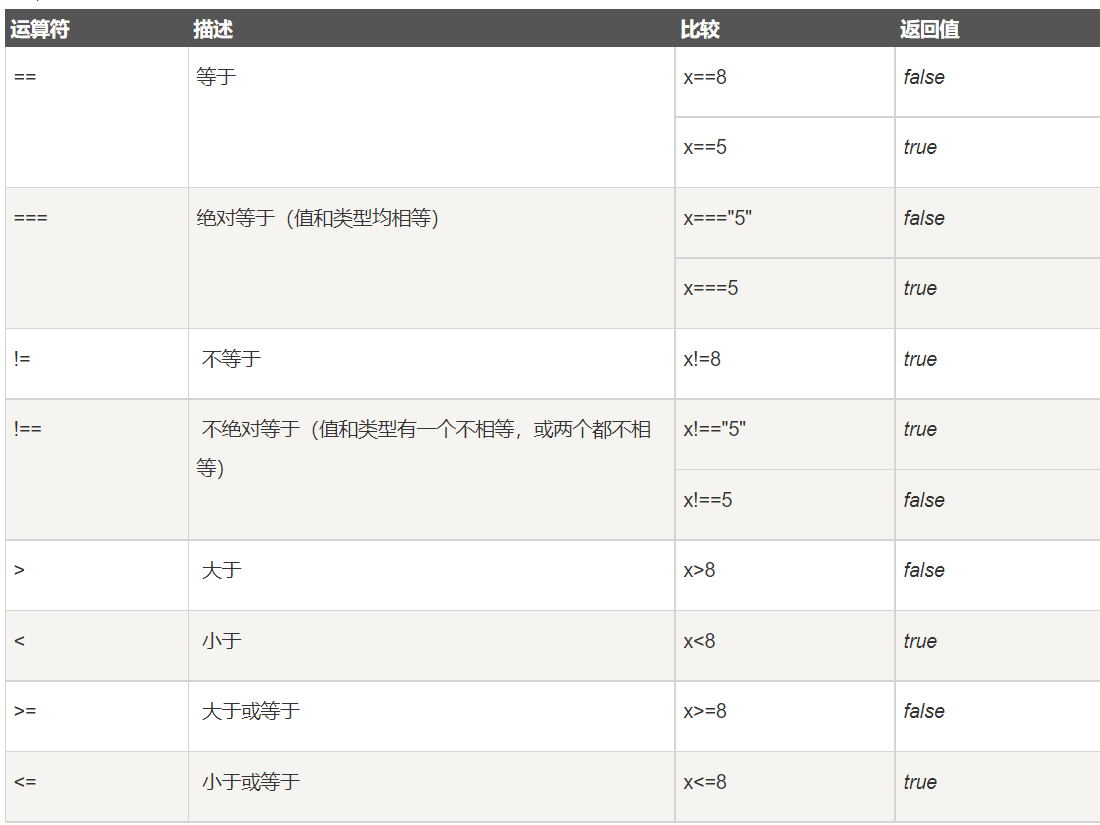 运算符 描述 比较 返回值
== 等于 x==8 false
x==5 true
=== 绝对等于（值和类型均相等） x==="5" false
x===5 true
!= 不等于 x!=8 true
!== 不绝对等于（值和类型有一个不相等，或两个都不相 x!=="5" true
等）
x!==5 false
> 大于 x>8 false
< 小于 x<8 true
>= 大于或等于 x>=8 false
<= 小于或等于 x<=8 true